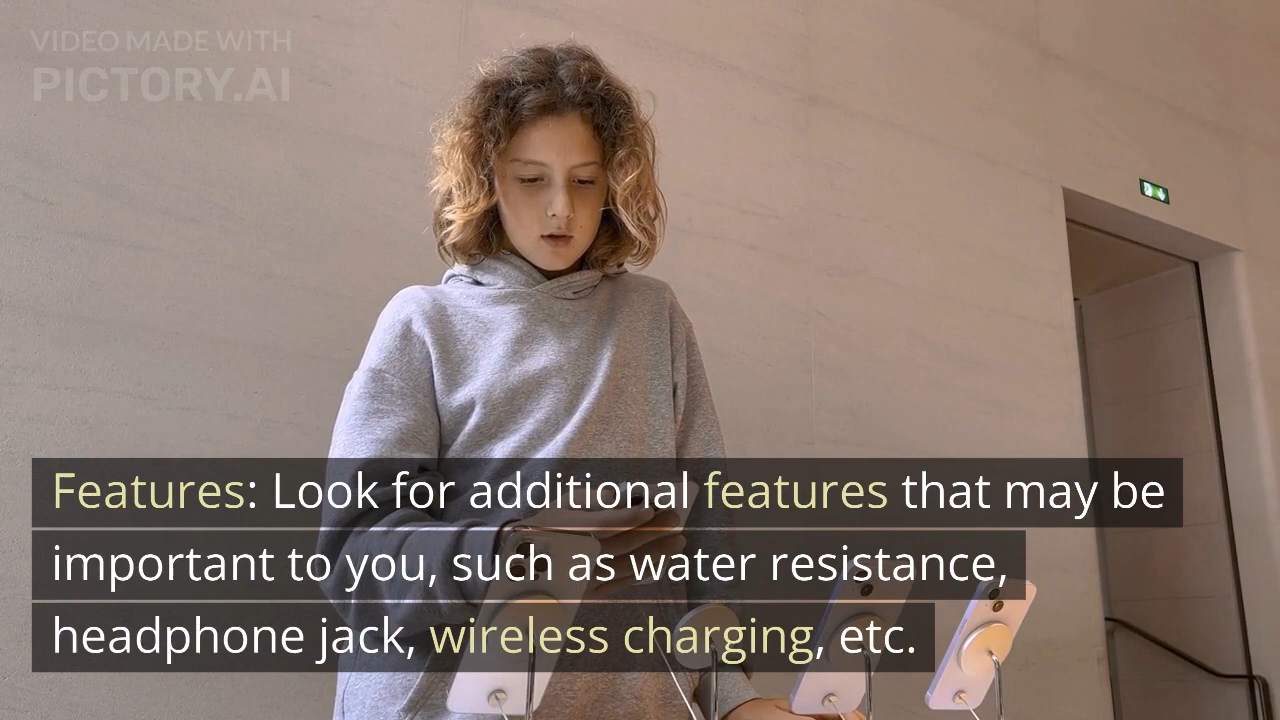 VIDEO MADE WITH
PICTORY.AI
Features: Look for additional features that may be
important to you, such as water resistance,
headphone jack, wireless charging, etc.